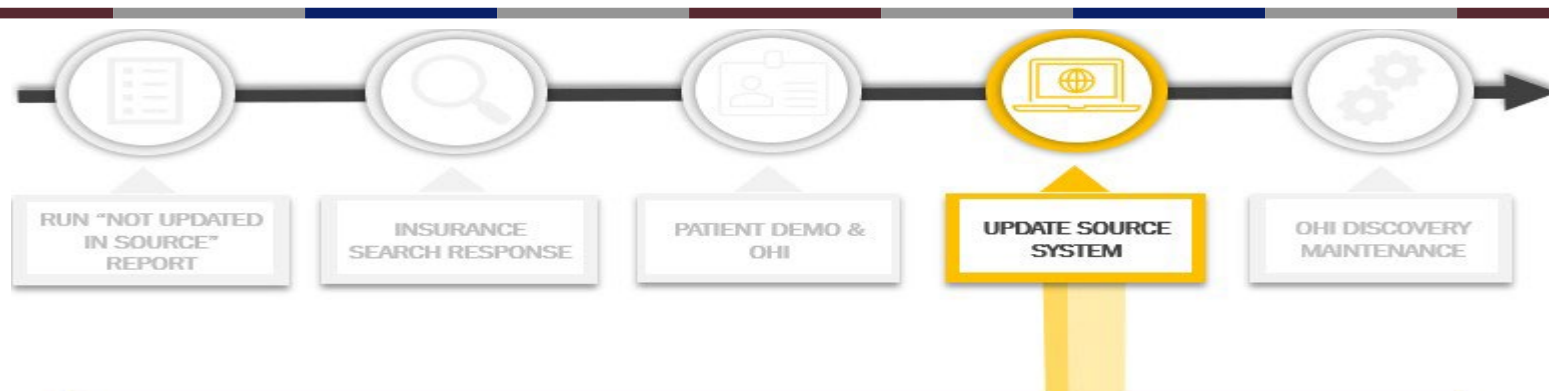 RUN “NOT UPDATED
IN SOURCE”
REPORT
INSURANCE
SEARCH RESPONSE
PATIENT DEMO &
OHI
UPDATE SOURCE
SYSTEM
OHI DISCOVERY
MAINTENANCE